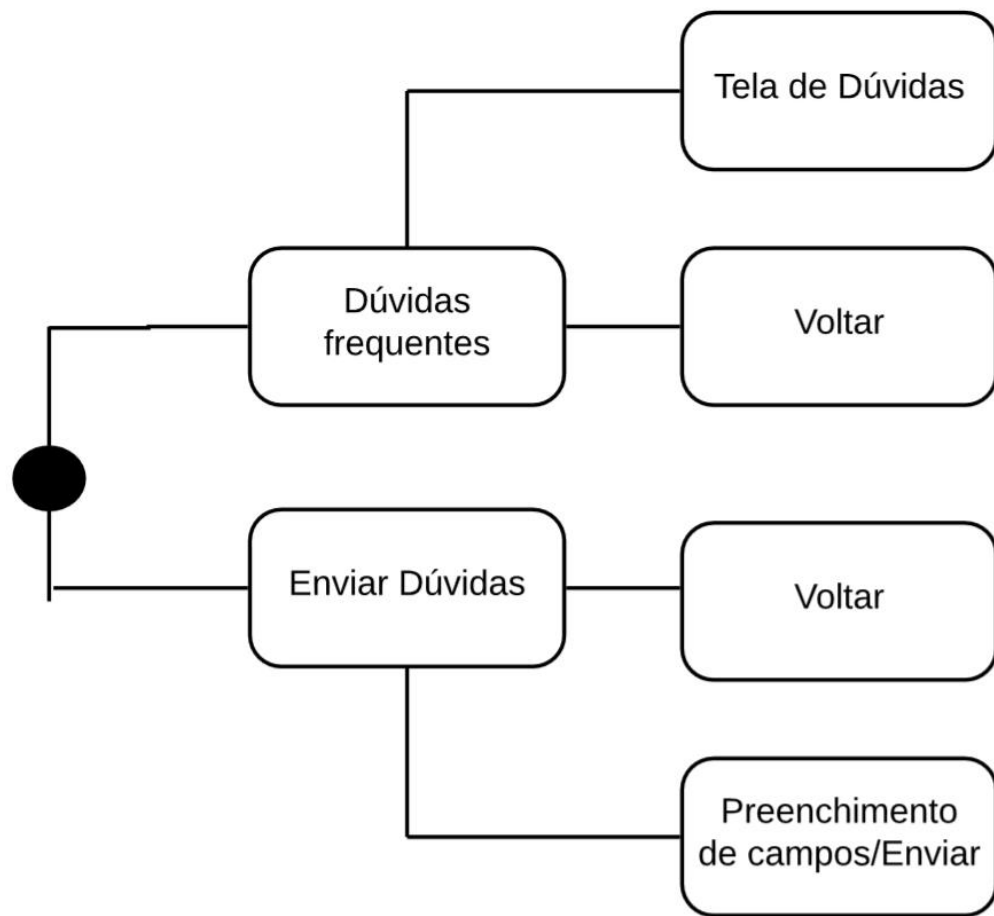 Tela de Dúvidas
Dúvidas
frequentes
Voltar
Enviar Dúvidas
Voltar
Preenchimento
de campos/Enviar